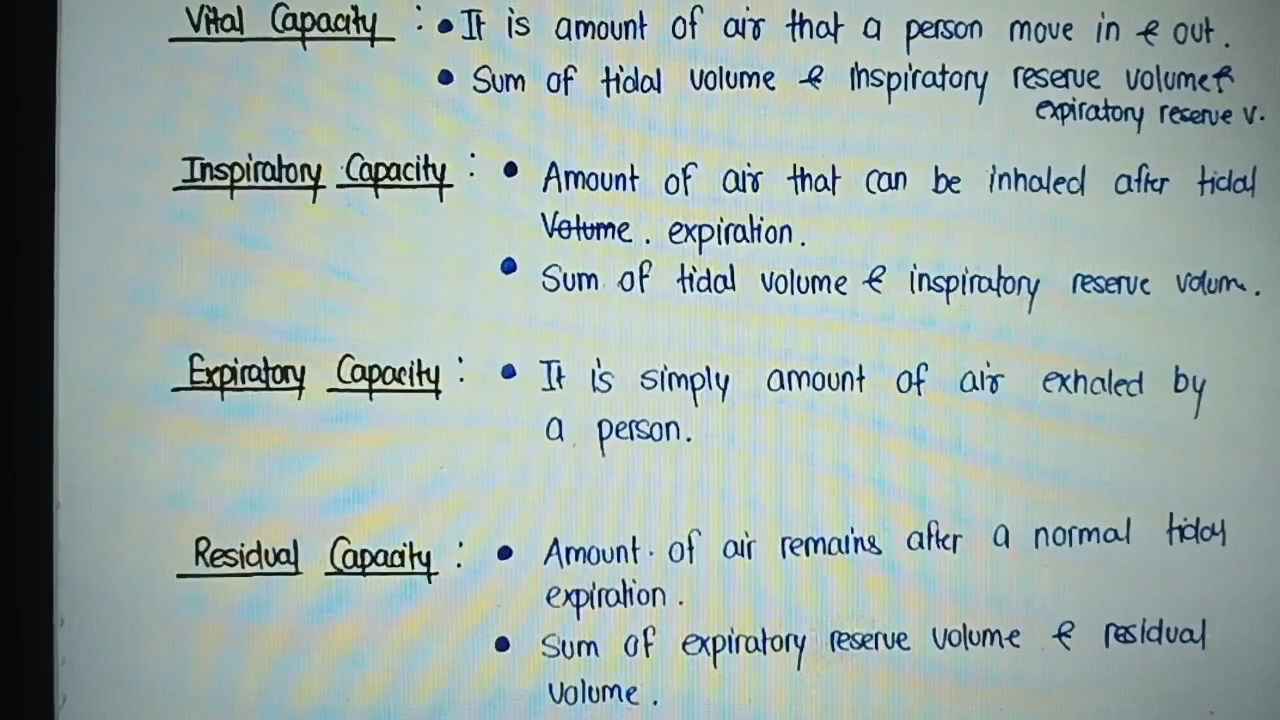 Vital Capacity : • It is amount of air that a person move in & out.
• Sum of tidal volume & inspiratory reserve volume &
expiratory reserve v.
Inspiratory Capacity : • Amount of air that can be inhaled after tidal
Volume. expiration.
• Sum of tidal volume & inspiratory reserve volum.
Expiratory Capacity : • It is simply amount of air exhaled by
a person.
Residual Capacity : • Amount of air remains after a normal tidal
expiration.
• Sum of expiratory reserve volume & residual
volume.